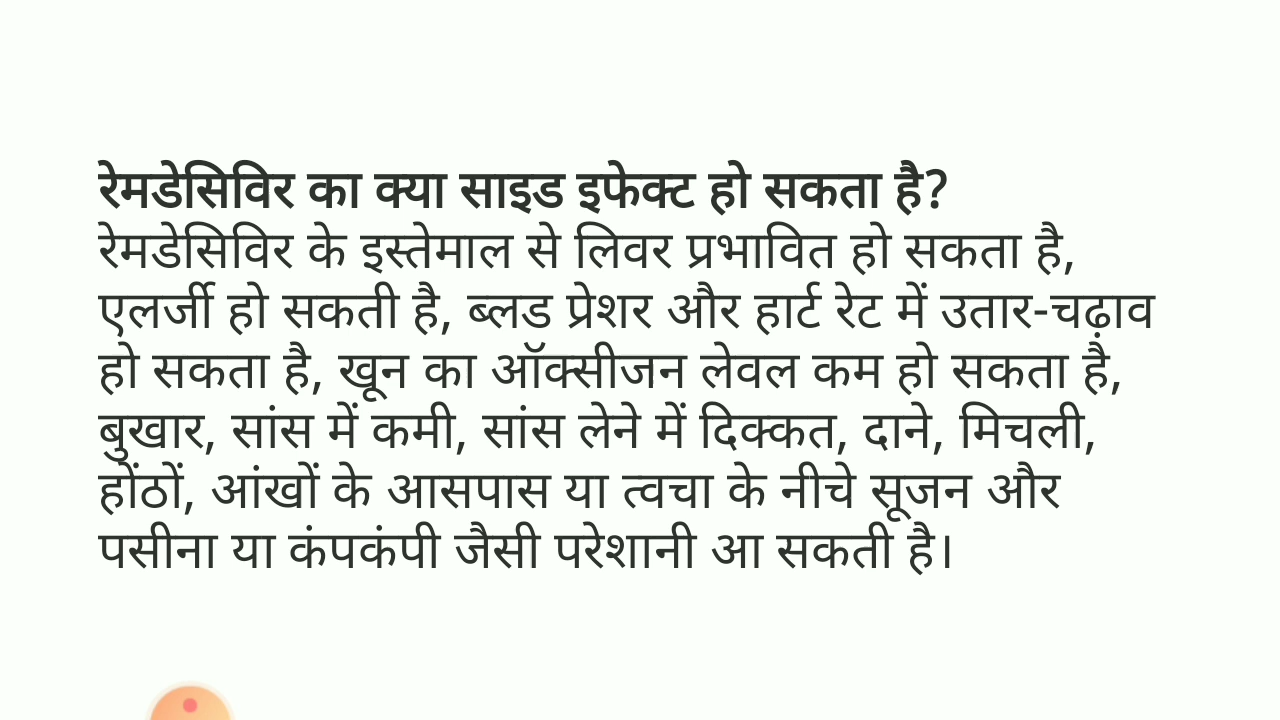 रेमडेसिविर का क्या साइड इफेक्ट हो सकता है?
रेमडेसिविर के इस्तेमाल से लिवर प्रभावित हो सकता है,
एलर्जी हो सकती है, ब्लड प्रेशर और हार्ट रेट में उतार-चढ़ाव
हो सकता है, खून का ऑक्सीजन लेवल कम हो सकता है,
बुखार, सांस में कमी, सांस लेने में दिक्कत, दाने, मिचली,
होंठों, आंखों के आसपास या त्वचा के नीचे सूजन और
पसीना या कंपकंपी जैसी परेशानी आ सकती है।